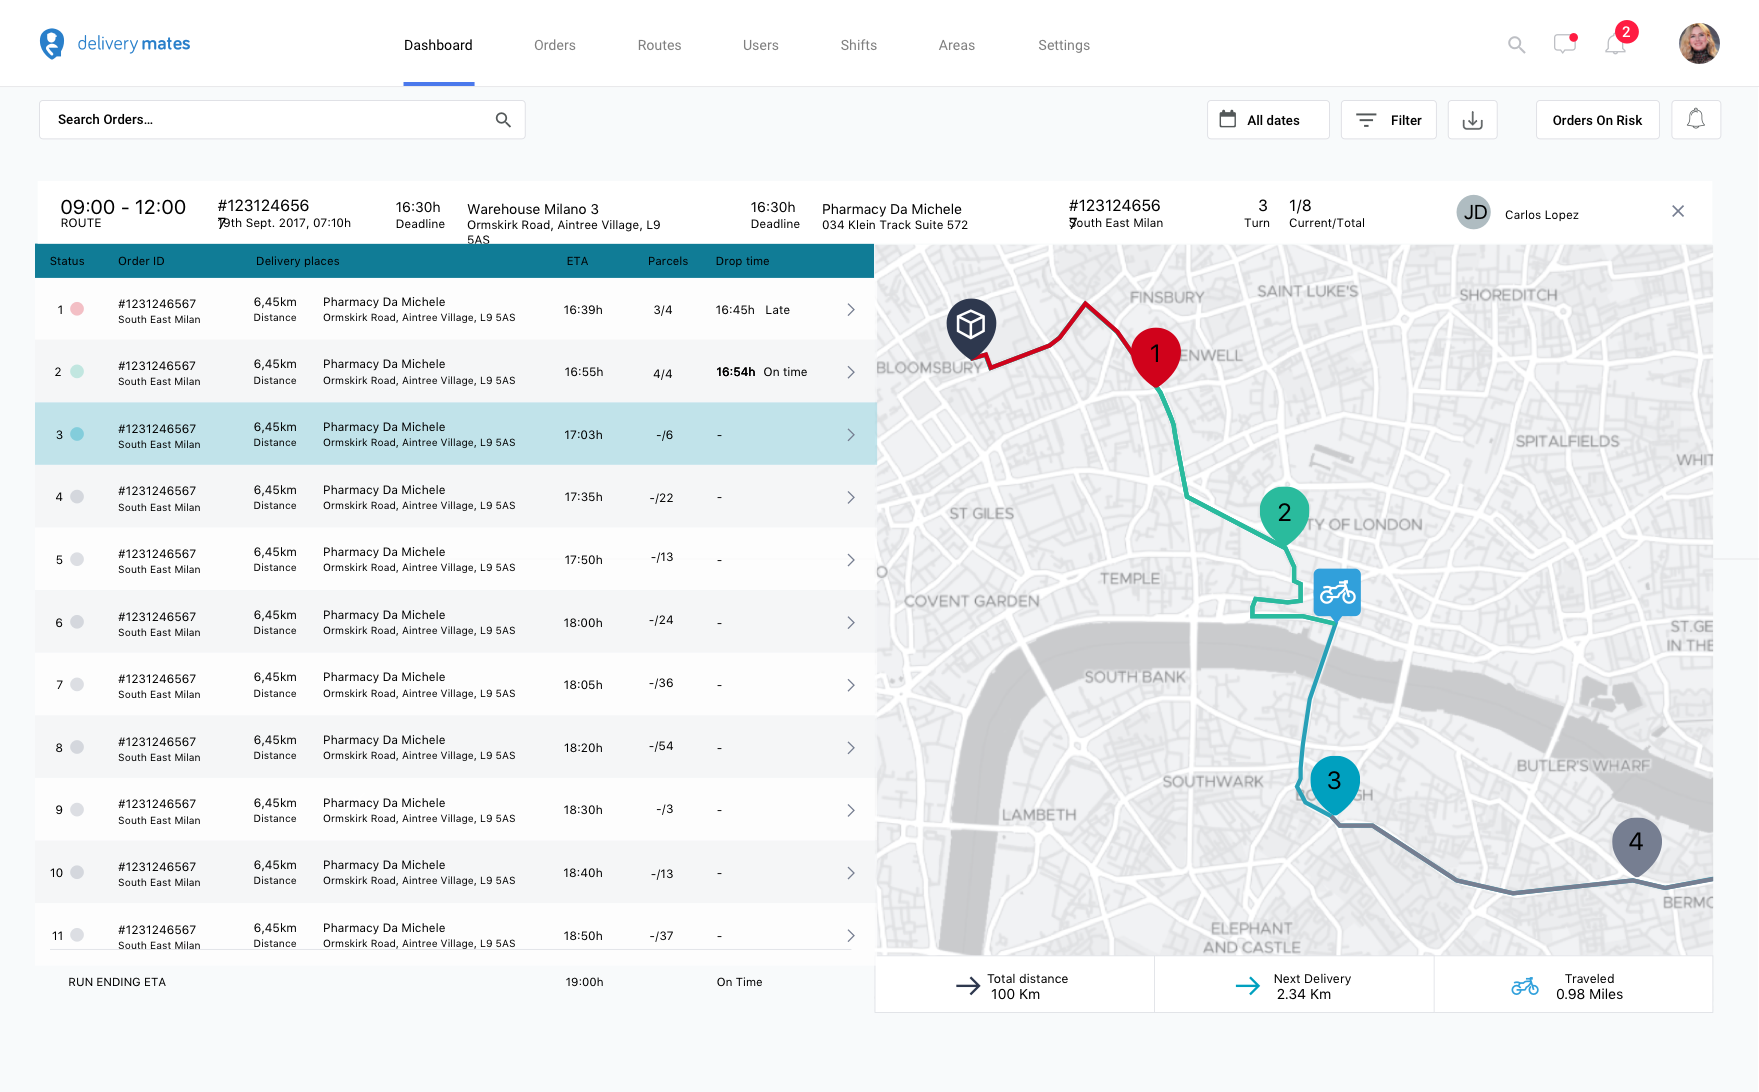 delivery mates
Dashboard
Orders
Routes
Users
Shifts
Areas
Settings
2
Search Orders...
All dates
Filter
Orders On Risk
09:00 - 12:00
ROUTE
#1231246567
19th Sept. 2017, 07:10h
16:30h
Deadline
Warehouse Milano 3
Ormskirk Road, Aintree Village, L9
5AS
16:30h
Deadline
Pharmacy Da Michele
034 Klein Track Suite 572
#1231246567
South East Milan
3
Turn
1/8
Current/Total
JD
Carlos Lopez
Status Order ID Delivery places ETA Parcels Drop time
1 #1231246567 6,45km Pharmacy Da Michele 16:39h 3/4 16:45h Late
South East Milan Distance Ormskirk Road, Aintree Village, L9 5AS
2 #1231246567 6,45km Pharmacy Da Michele 16:55h 4/4 16:54h On time
South East Milan Distance Ormskirk Road, Aintree Village, L9 5AS
3 #1231246567 6,45km Pharmacy Da Michele 17:03h -/6 -
South East Milan Distance Ormskirk Road, Aintree Village, L9 5AS
4 #1231246567 6,45km Pharmacy Da Michele 17:35h -/22 -
South East Milan Distance Ormskirk Road, Aintree Village, L9 5AS
5 #1231246567 6,45km Pharmacy Da Michele 17:50h -/13 -
South East Milan Distance Ormskirk Road, Aintree Village, L9 5AS
6 #1231246567 6,45km Pharmacy Da Michele 18:00h -/24 -
South East Milan Distance Ormskirk Road, Aintree Village, L9 5AS
7 #1231246567 6,45km Pharmacy Da Michele 18:05h -/36 -
South East Milan Distance Ormskirk Road, Aintree Village, L9 5AS
8 #1231246567 6,45km Pharmacy Da Michele 18:20h -/54 -
South East Milan Distance Ormskirk Road, Aintree Village, L9 5AS
9 #1231246567 6,45km Pharmacy Da Michele 18:30h -/3 -
South East Milan Distance Ormskirk Road, Aintree Village, L9 5AS
10 #1231246567 6,45km Pharmacy Da Michele 18:40h -/13 -
South East Milan Distance Ormskirk Road, Aintree Village, L9 5AS
11 #1231246567 6,45km Pharmacy Da Michele 18:50h -/37 -
South East Milan Distance Ormskirk Road, Aintree Village, L9 5AS
RUN ENDING ETA 19:00h On Time
FINSBURY
SAINT LUKE'S
SHOREDITCH
1
ENWELL
BLOOMSBURY
SPITALFIELDS
WHIT
ST GILES
2
TY OF LONDON
TEMPLE
O
COVENT GARDEN
ST.GE
IN THE
SOUTH BANK
BUTLER'S WHARF
SOUTHWARK
3
BO GH
LAMBETH
4
BERMO
ELEPHANT
AND CASTLE
Total distance
100 Km
Next Delivery
2.34 Km
Traveled
0.98 Miles